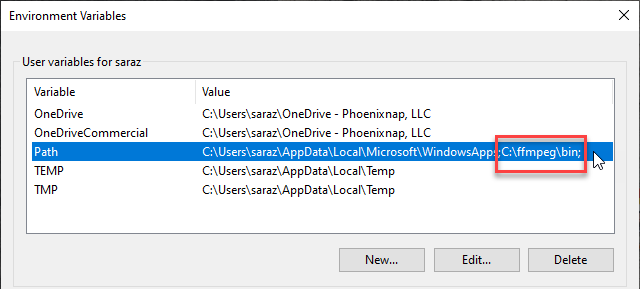 Environment Variables
User variables for saraz
Variable Value
OneDrive C:\Users\saraz\OneDrive - Phoenixnap, LLC
OneDriveCommercial C:\Users\saraz\OneDrive - Phoenixnap, LLC
Path C:\Users\saraz\AppData\Local\Microsoft\WindowsApps;C:\ffmpeg\bin;
TEMP C:\Users\saraz\AppData\Local\Temp
TMP C:\Users\saraz\AppData\Local\Temp
New... Edit... Delete